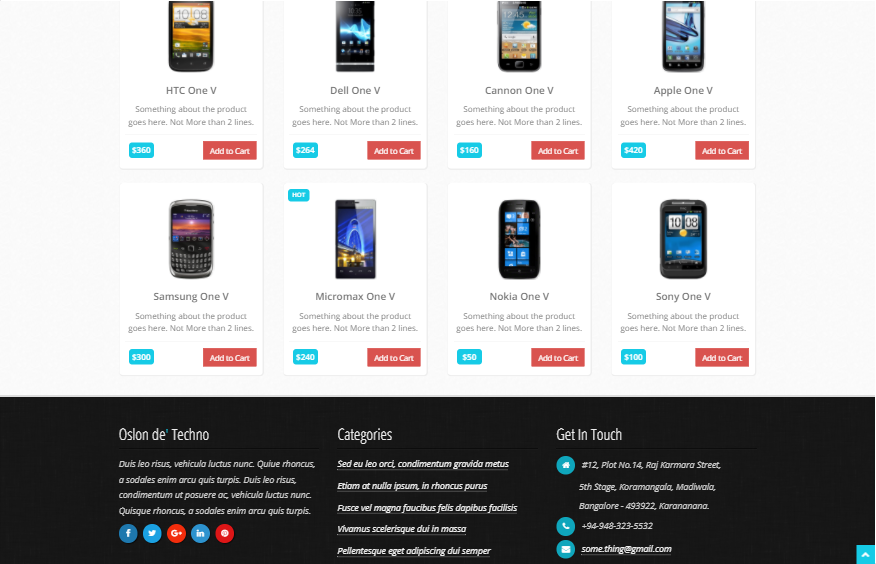 HTC One V
Dell One V
Cannon One V
Apple One V
Something about the product
goes here. Not More than 2 lines.
Something about the product
goes here. Not More than 2 lines.
Something about the product
goes here. Not More than 2 lines.
Something about the product
goes here. Not More than 2 lines.
$360
Add to Cart
$264
Add to Cart
$160
Add to Cart
$420
Add to Cart
HOT
Samsung One V
Micromax One V
Nokia One V
Sony One V
Something about the product
goes here. Not More than 2 lines.
Something about the product
goes here. Not More than 2 lines.
Something about the product
goes here. Not More than 2 lines.
Something about the product
goes here. Not More than 2 lines.
$300
Add to Cart
$240
Add to Cart
$50
Add to Cart
$100
Add to Cart
Oslon de' Techno
Duis leo risus, vehicula luctus nunc. Quiue rhoncus,
a sodales enim arcu quis turpis. Duis leo risus,
condimentum ut posuere ac, vehicula luctus nunc.
Quisque rhoncus, a sodales enim arcu quis turpis.
Categories
Sed eu leo orci, condimentum gravida metus
Etiam at nulla ipsum, in rhoncus purus
Fusce vel magna faucibus felis dapibus facilisis
Vivamus scelerisque dui in massa
Pellentesque eget adipiscing dui semper
Get In Touch
#12, Plot No.14, Raj Karmara Street,
5th Stage, Koramangala, Madiwala,
Bangalore - 493922, Karananana.
+94-948-323-5532
some.thing@gmail.com